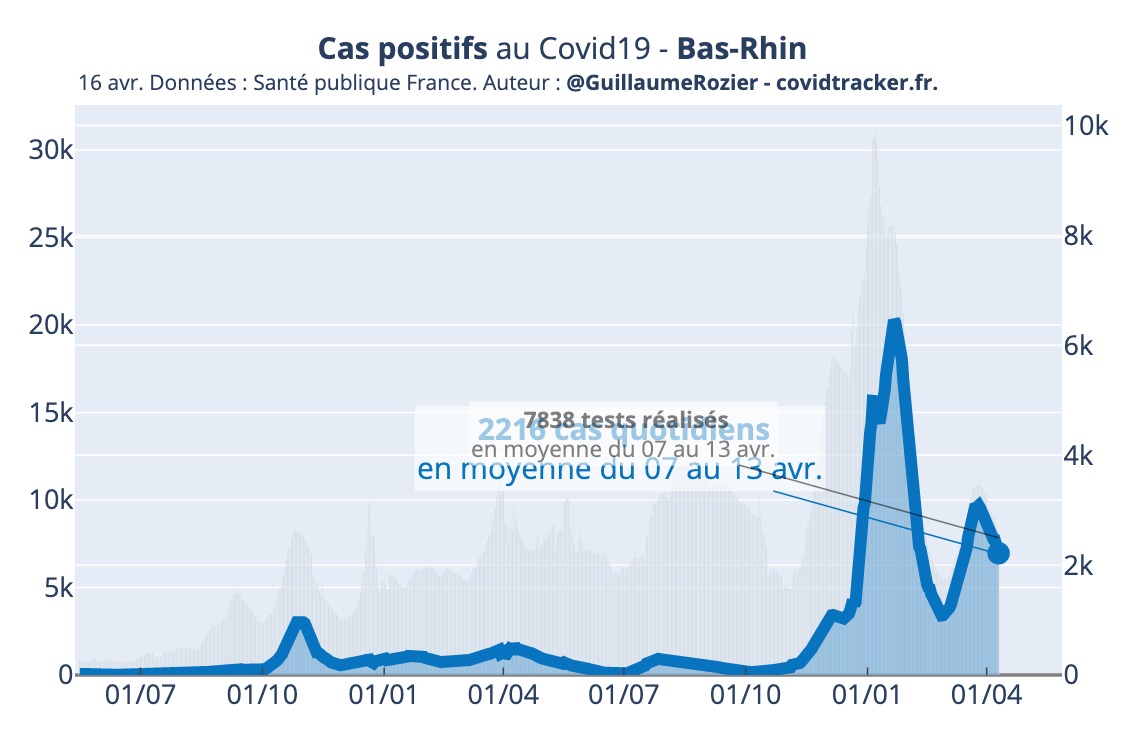 Cas positifs au Covid19 - Bas-Rhin
16 avr. Données : Santé publique France. Auteur : @GuillaumeRozier - covidtracker.fr.
30k
25k
20k
15k
10k
5k
0
10k
8k
6k
4k
2k
0
7838 tests réalisés
en moyenne du 07 au 13 avr.
2216 cas quotidiens
en moyenne du 07 au 13 avr.
01/07
01/10
01/01
01/04
01/07
01/10
01/01
01/04